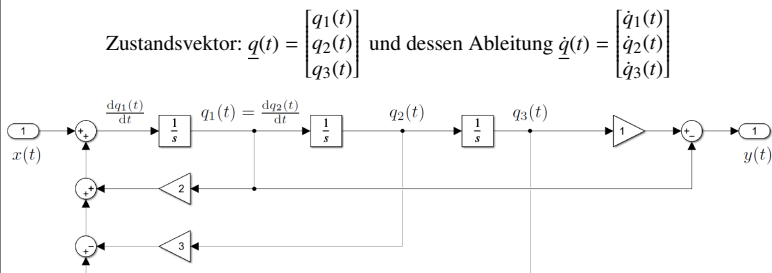 Zustandsvektor: q(t) = [q₁(t) q₂(t) q₃(t)] und dessen Ableitung q̇(t) = [q̇₁(t) q̇₂(t) q̇₃(t)]
dq₁(t)/dt
q₁(t) = dq₂(t)/dt
q₂(t)
q₃(t)
1
+
+
1/s
1/s
1/s
1
+
−
1
x(t)
y(t)
+
+
2
+
−
3